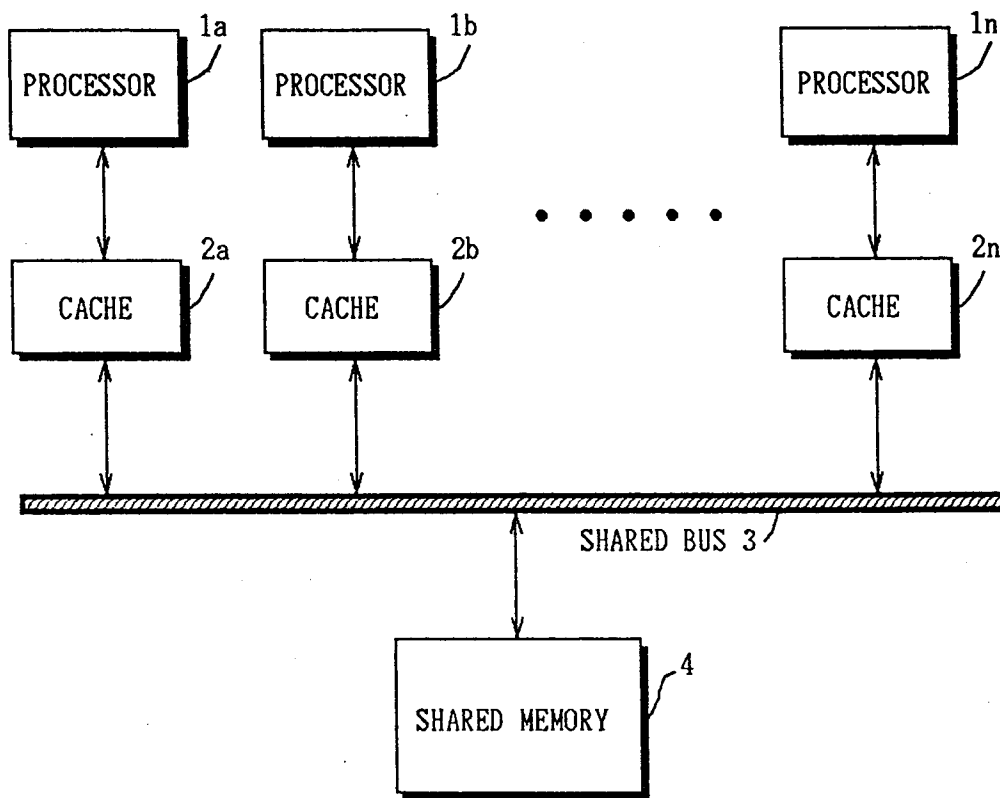 1a
1b
1n
PROCESSOR
PROCESSOR
PROCESSOR
2a
2b
2n
CACHE
CACHE
CACHE
SHARED BUS 3
4
SHARED MEMORY